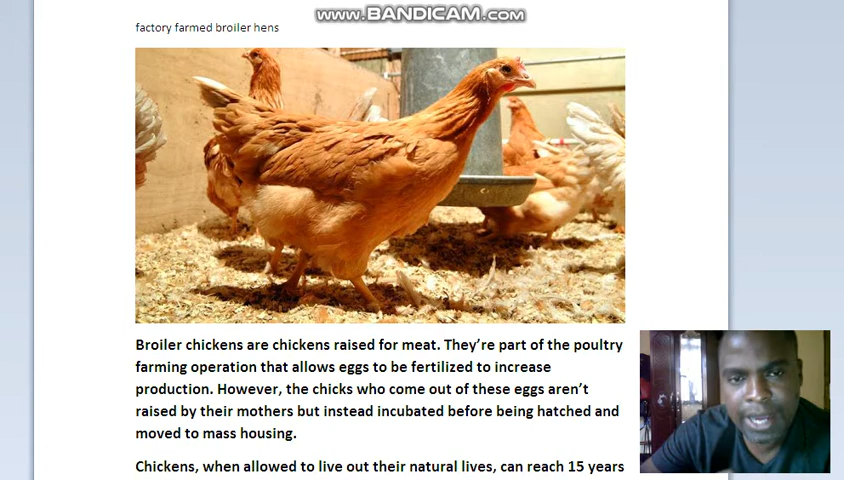 www.BANDICAM.com
factory farmed broiler hens
Broiler chickens are chickens raised for meat. They’re part of the poultry
farming operation that allows eggs to be fertilized to increase
production. However, the chicks who come out of these eggs aren’t
raised by their mothers but instead incubated before being hatched and
moved to mass housing.
Chickens, when allowed to live out their natural lives, can reach 15 years